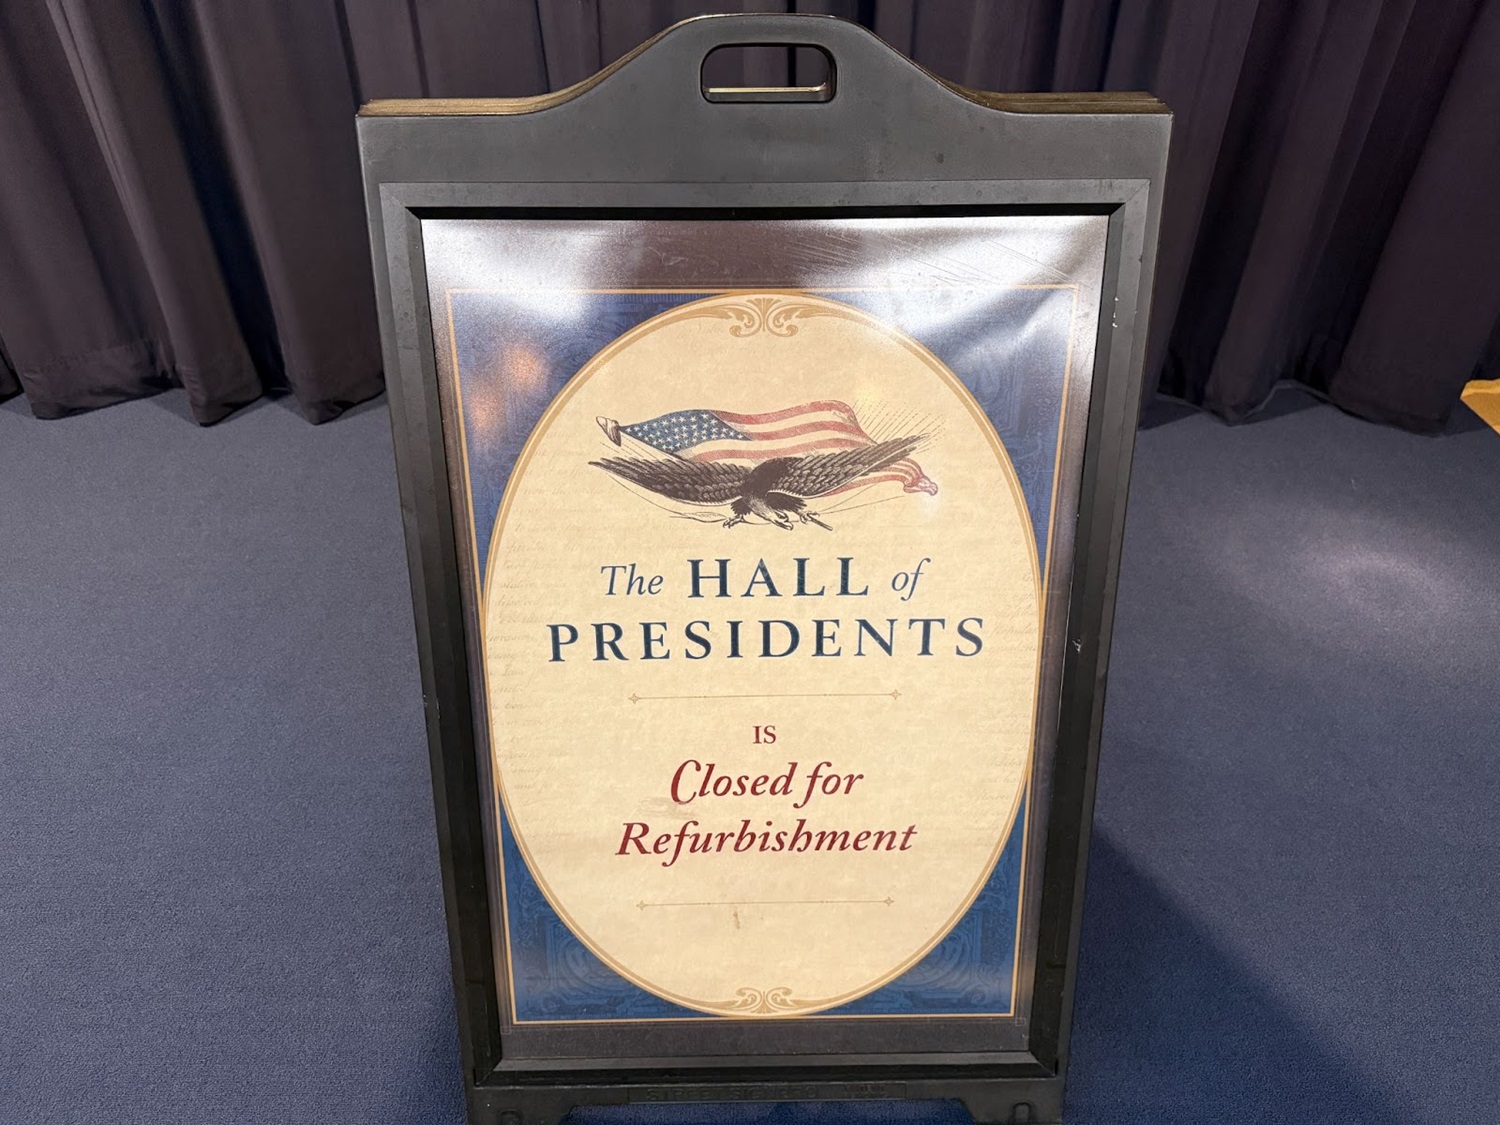 The HALL of
PRESIDENTS
IS
Closed for
Refurbishment